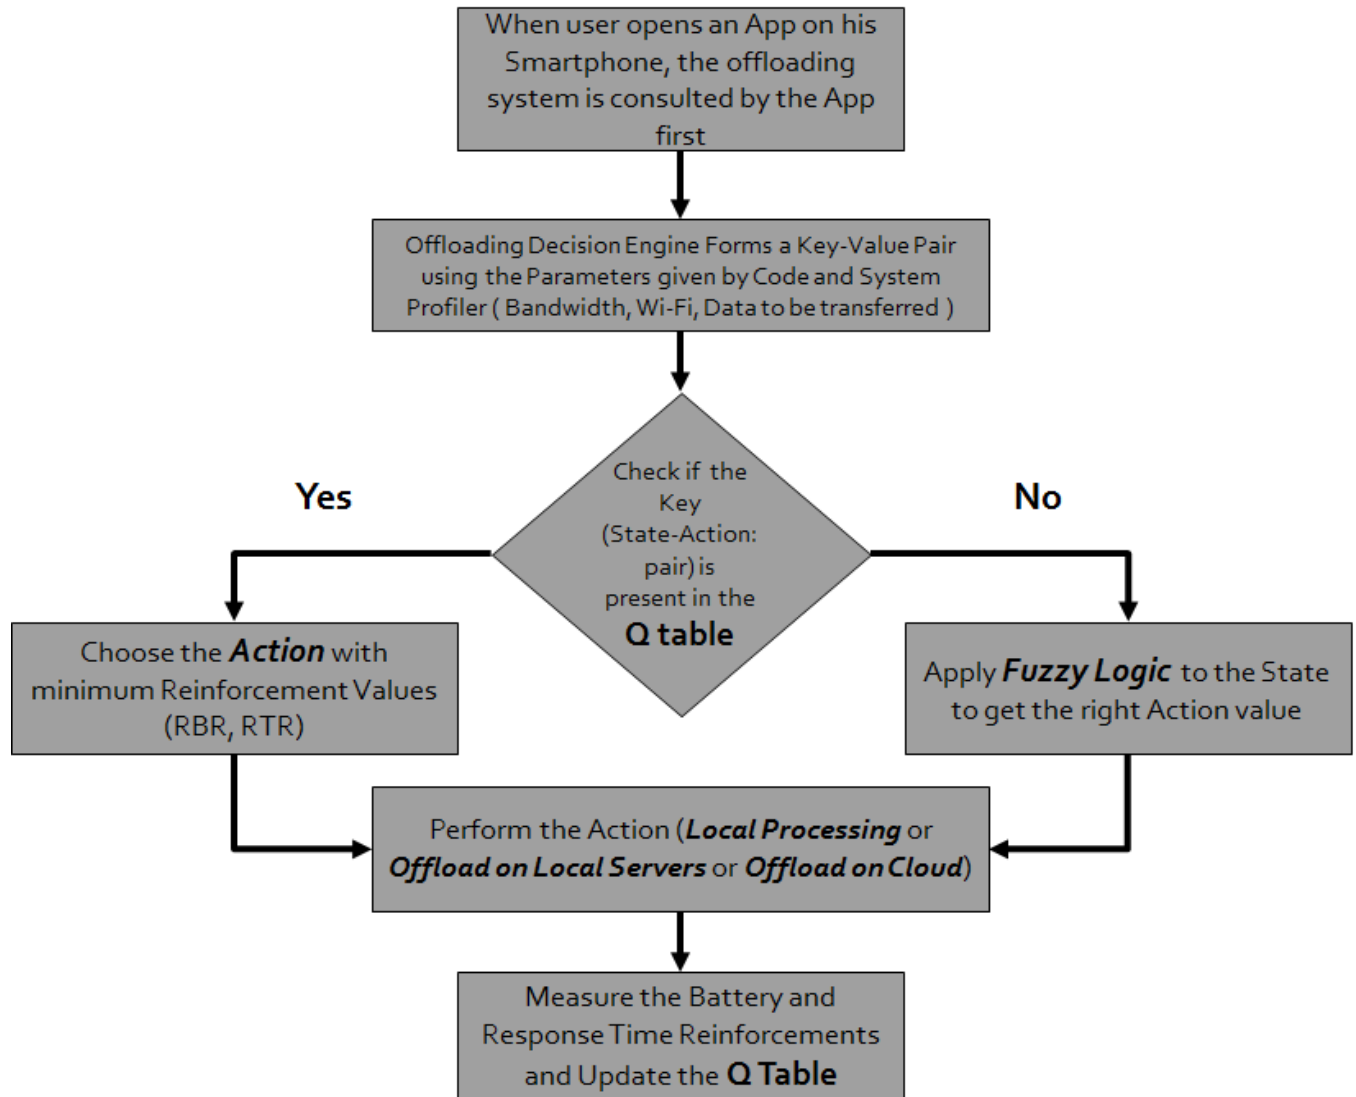 When user opens an App on his
Smartphone, the offloading
system is consulted by the App
first
Offloading Decision Engine Forms a Key-Value Pair
using the Parameters given by Code and System
Profiler ( Bandwidth, Wi-Fi, Data to be transferred )
Check if the
Key
(State-Action:
pair) is
present in the
Q table
Yes
No
Choose the Action with
minimum Reinforcement Values
(RBR, RTR)
Apply Fuzzy Logic to the State
to get the right Action value
Perform the Action (Local Processing or
Offload on Local Servers or Offload on Cloud)
Measure the Battery and
Response Time Reinforcements
and Update the Q Table